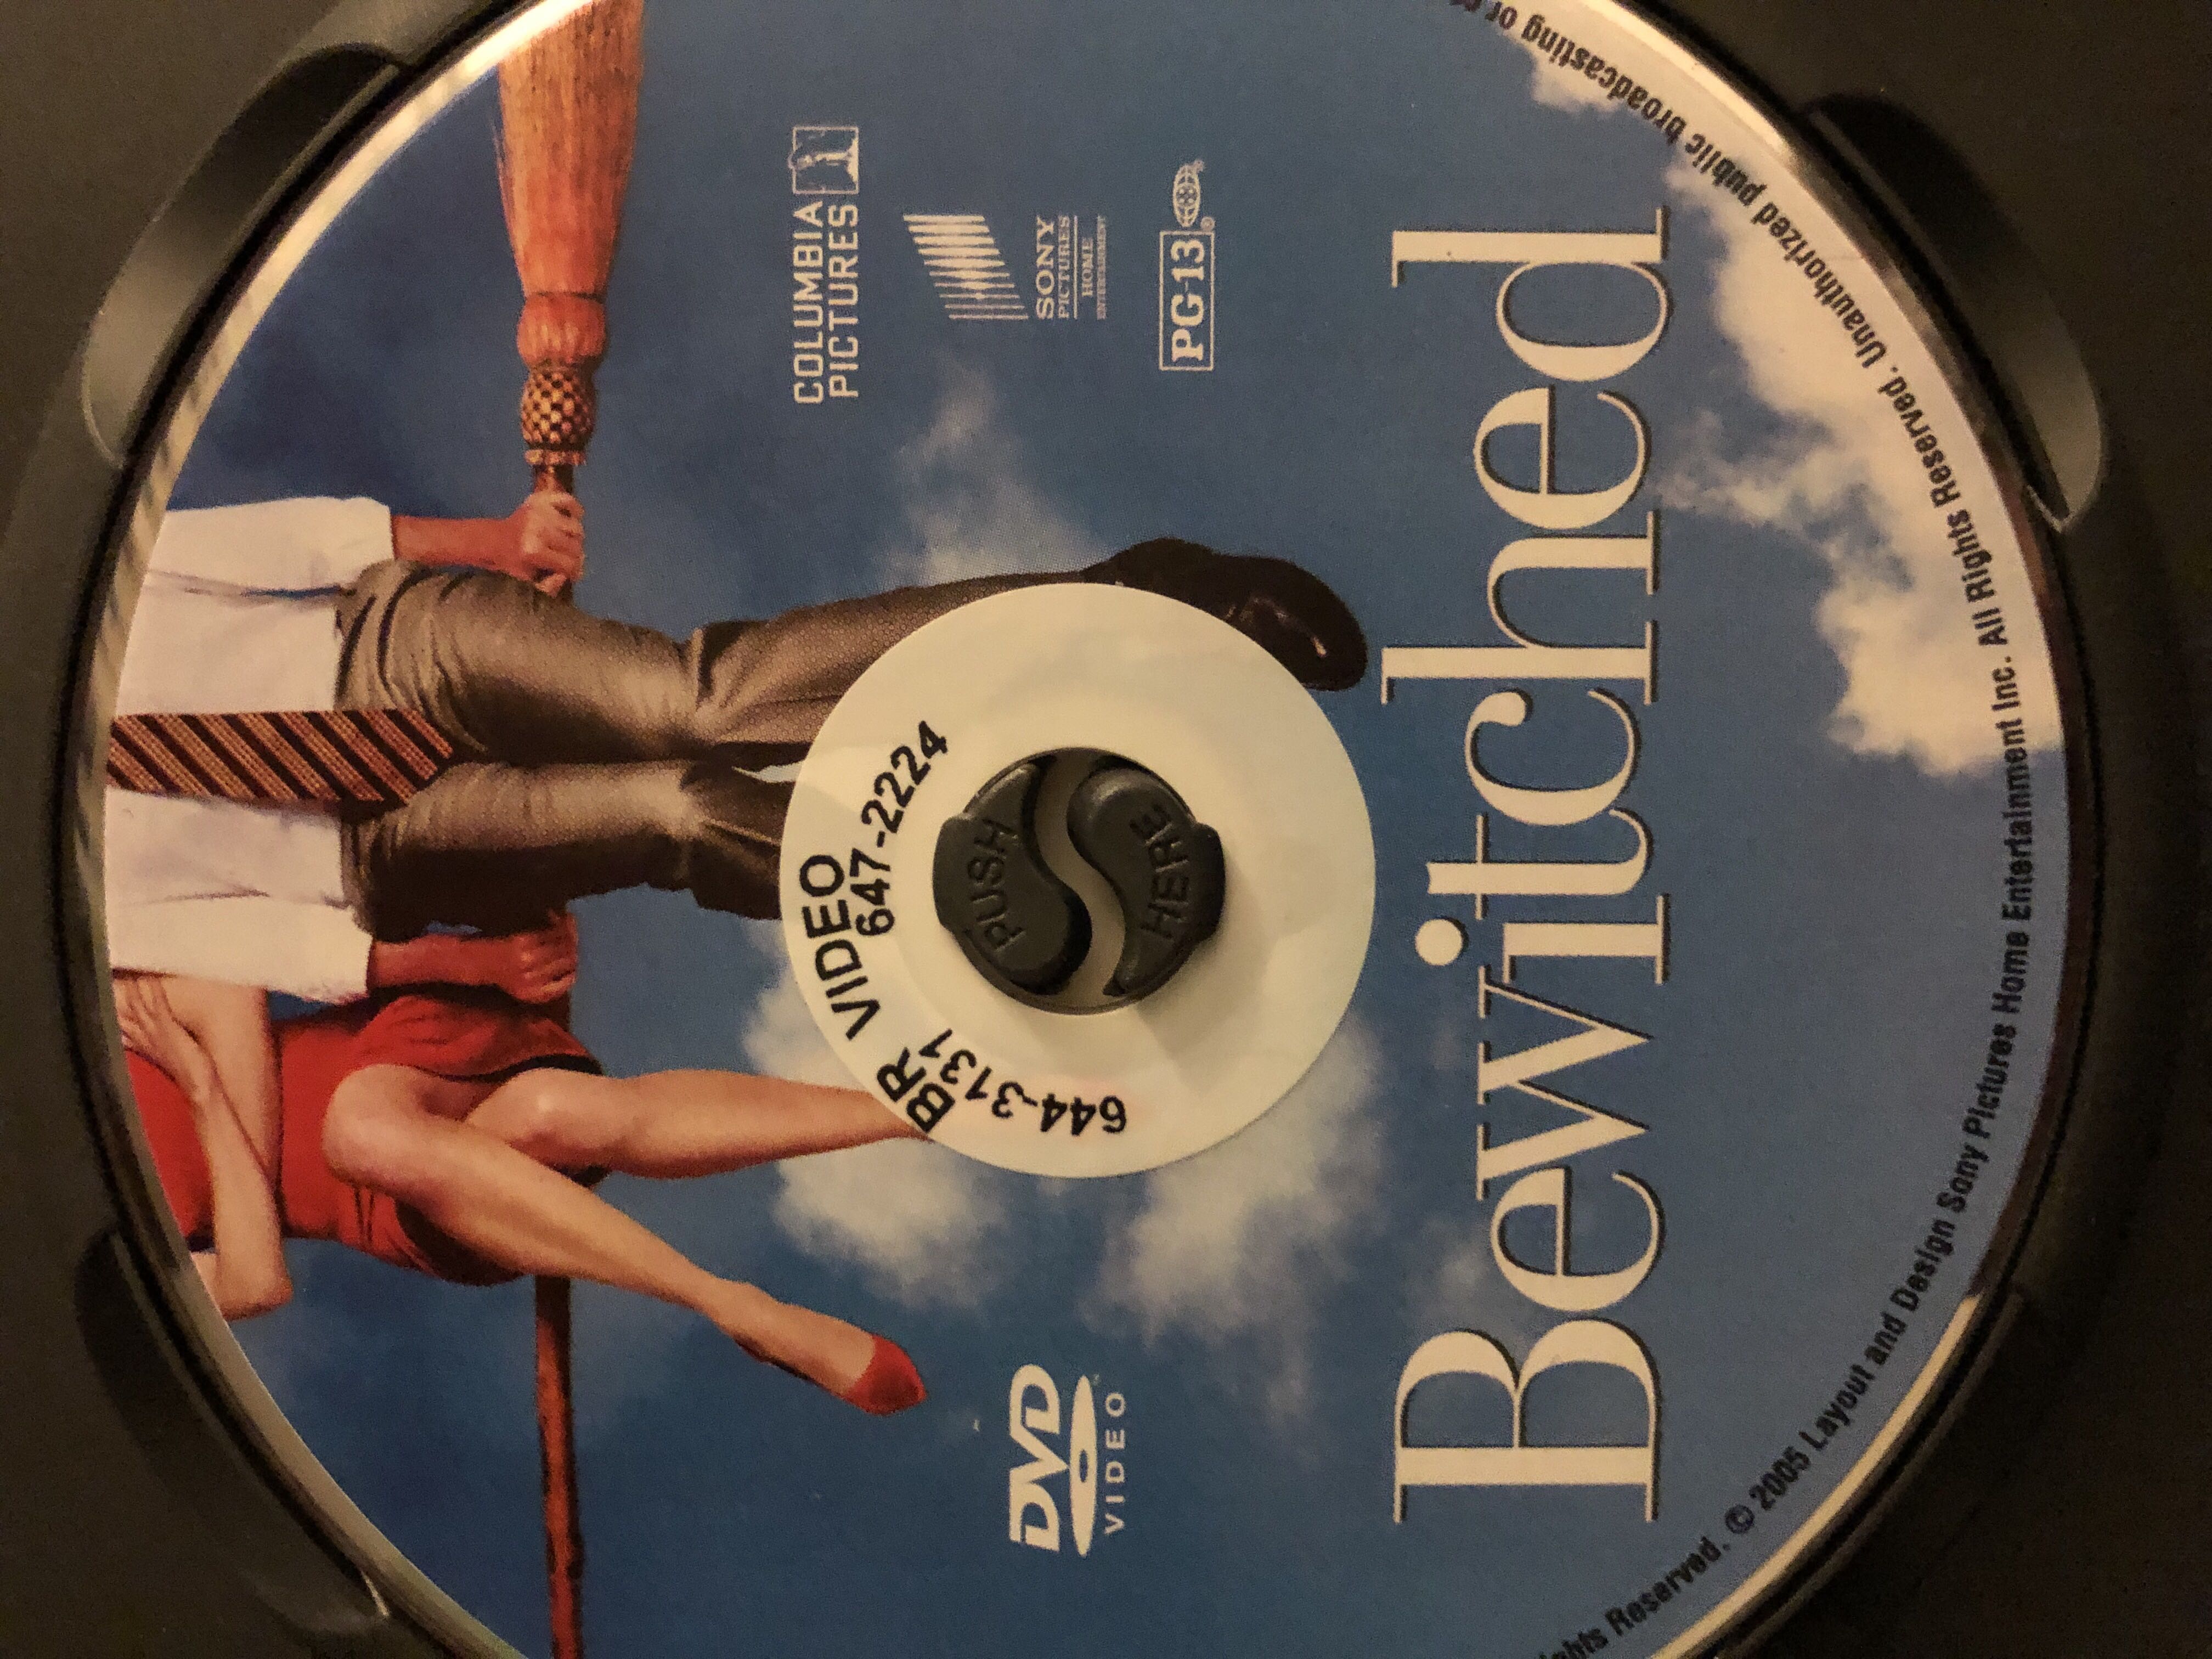 COLUMBIA
PICTURES
SONY
PICTURES
HOME
ENTERTAINMENT
PG-13
DVD
VIDEO
BR VIDEO
647-2224
644-3131
PUSH
HERE
Bewitched
Reserved. © 2005 Layout and Design Sony Pictures Home Entertainment Inc. All Rights Reserved. Unauthorized public broadcasting or